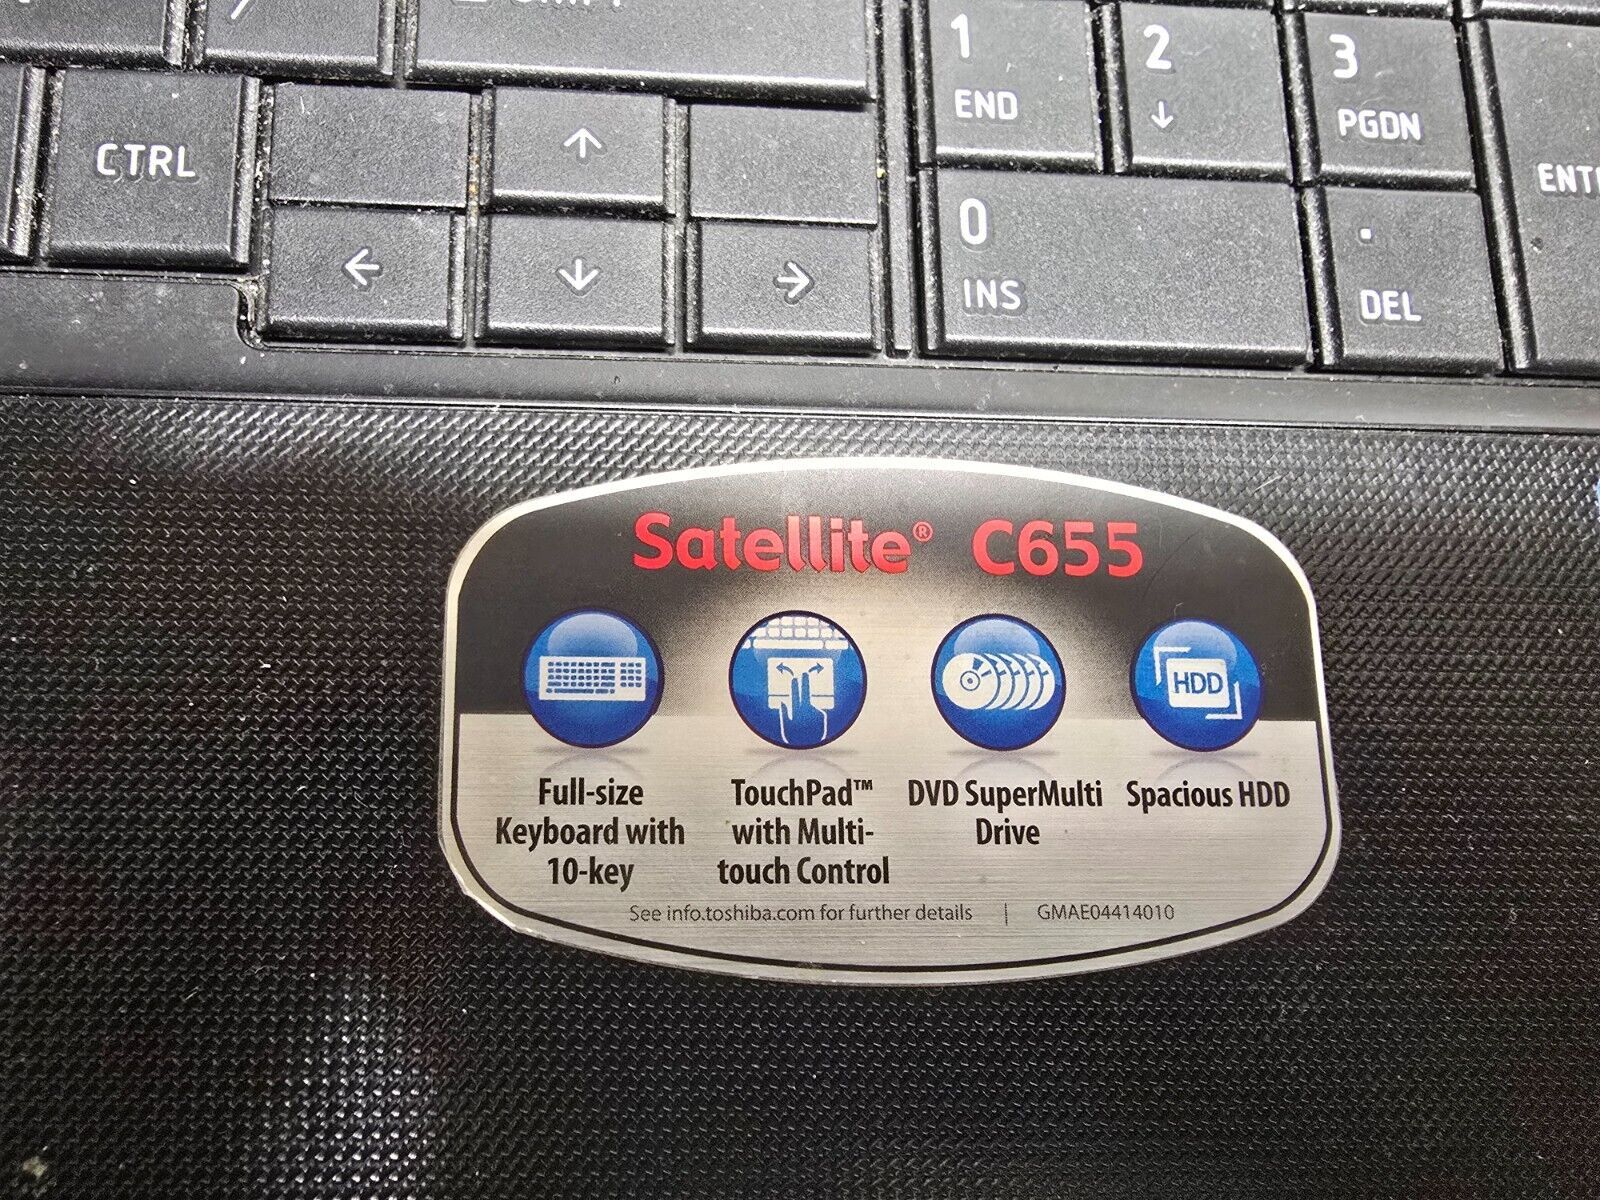 1
2
3
CTRL
↑
END
↓
PGDN
←
↓
→
0
.
INS
DEL
Satellite® C655
HDD
Full-size
Keyboard with
10-key
TouchPad™
with Multi-
touch Control
DVD SuperMulti
Drive
Spacious HDD
See info.toshiba.com for further details | GMAE04414010